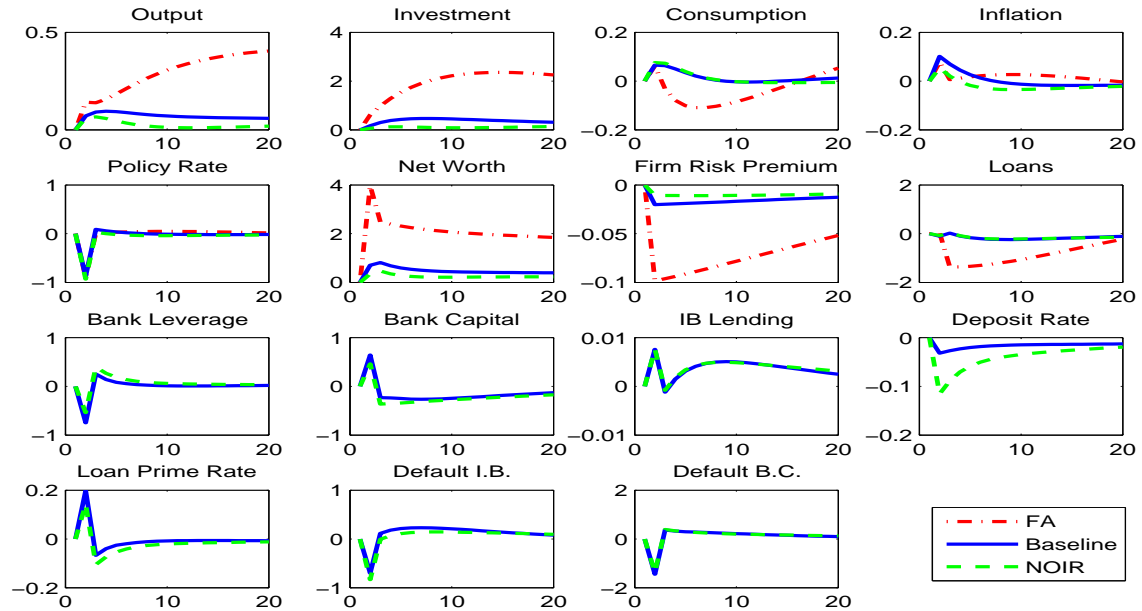 Output Investment Consumption Inflation
0.5 4 0.2 0.2
2 0 0
0 0 −0.2 −0.2
0 10 20 0 10 20 0 10 20 0 10 20
Policy Rate Net Worth Firm Risk Premium Loans
1 4 0 2
0 2 −0.05 0
−1 0 −0.1 −2
0 10 20 0 10 20 0 10 20 0 10 20
Bank Leverage Bank Capital IB Lending Deposit Rate
1 1 0.01 0
0 0 0 −0.1
−1 −1 −0.01 −0.2
0 10 20 0 10 20 0 10 20 0 10 20
Loan Prime Rate Default I.B. Default B.C.
0.2 1 2
0 0 0
−0.2 −1 −2
0 10 20 0 10 20 0 10 20
FA
Baseline
NOIR